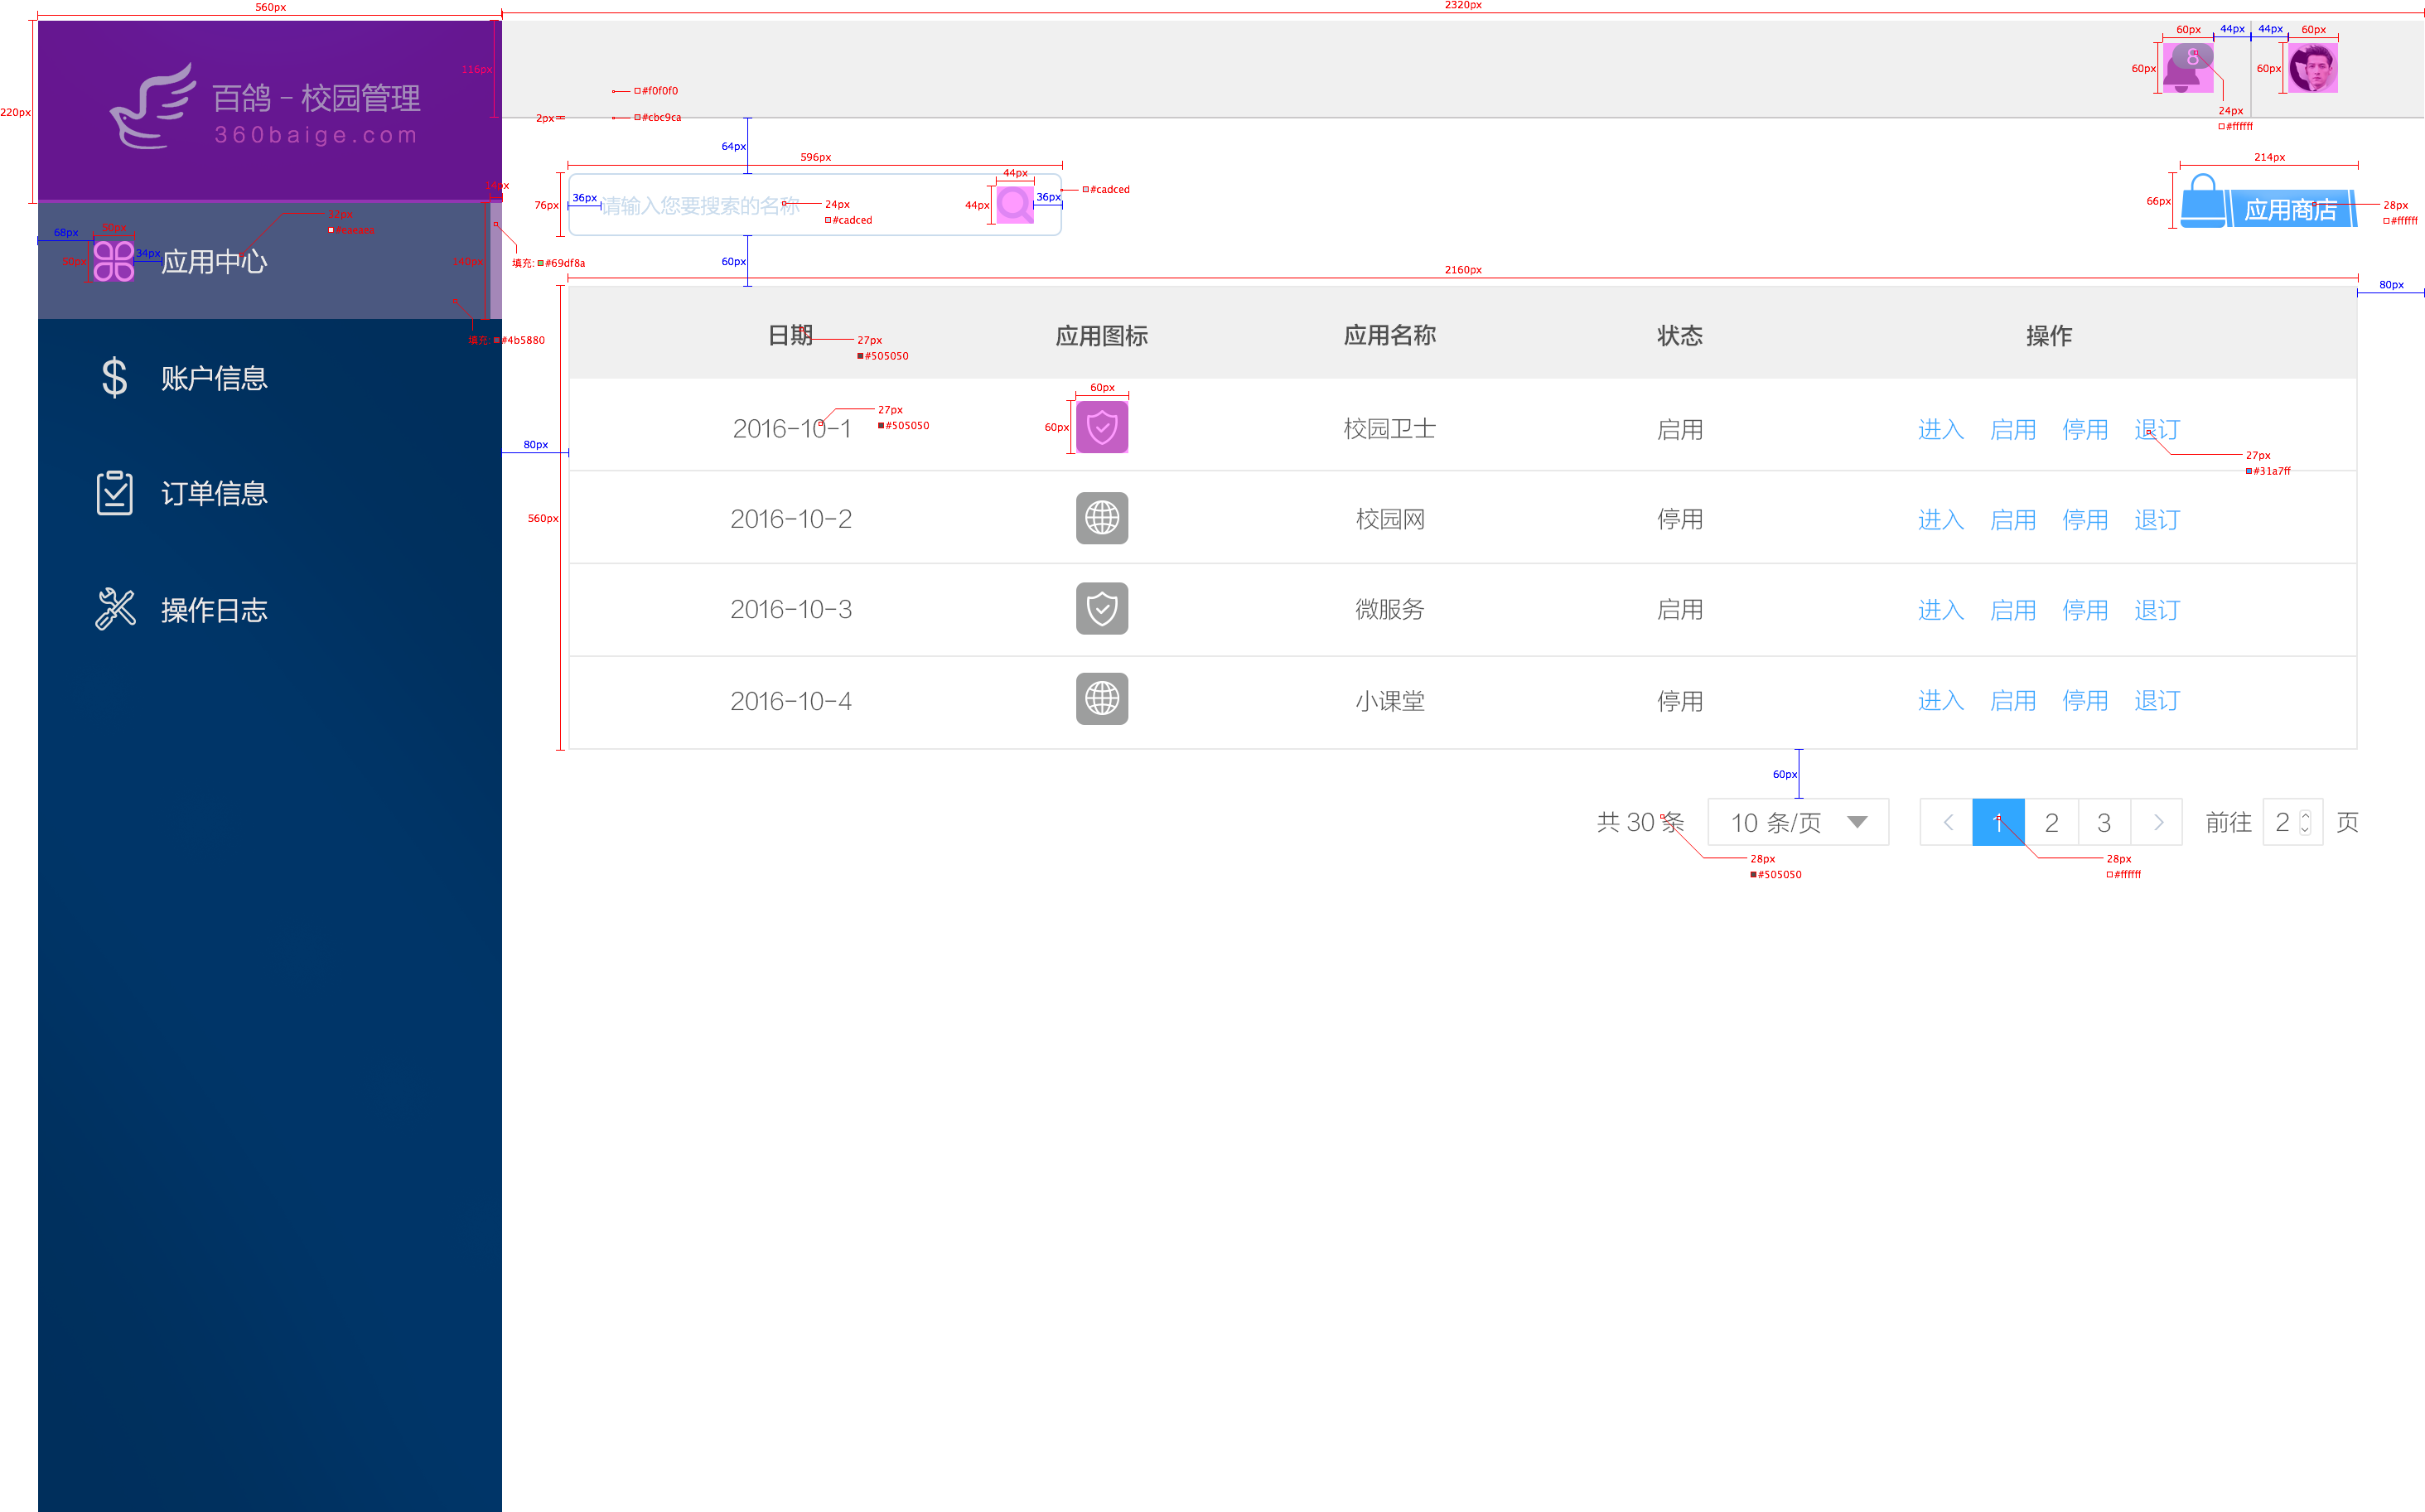 560px
2320px
220px
116px
百鸽-校园管理
360baige.com
#f0f0f0
2px
#cbc9ca
60px
44px
44px
60px
60px
8
60px
24px
#ffffff
64px
596px
76px
36px
请输入您要搜索的名称
24px
#cadced
44px
44px
36px
#cadced
214px
66px
应用商店
28px
#ffffff
14px
68px
50px
50px
34px
应用中心
140px
填充: #69df8a
填充: #4b5880
60px
2160px
80px
账户信息
订单信息
操作日志
80px
560px
日期 应用图标 应用名称 状态 操作
27px
#505050
2016-10-1 校园卫士 启用 进入 启用 停用 退订
27px
#505050
60px
60px
27px
#31a7ff
2016-10-2 校园网 停用 进入 启用 停用 退订
2016-10-3 微服务 启用 进入 启用 停用 退订
2016-10-4 小课堂 停用 进入 启用 停用 退订
60px
共 30 条 10 条/页 1 2 3 前往 2 页
28px
#505050
28px
#ffffff